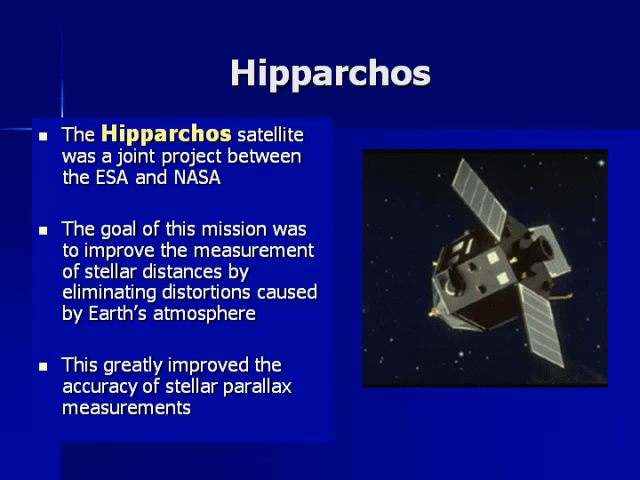 Hipparchos
The Hipparchos satellite
was a joint project between
the ESA and NASA
The goal of this mission was
to improve the measurement
of stellar distances by
eliminating distortions caused
by Earth's atmosphere
This greatly improved the
accuracy of stellar parallax
measurements